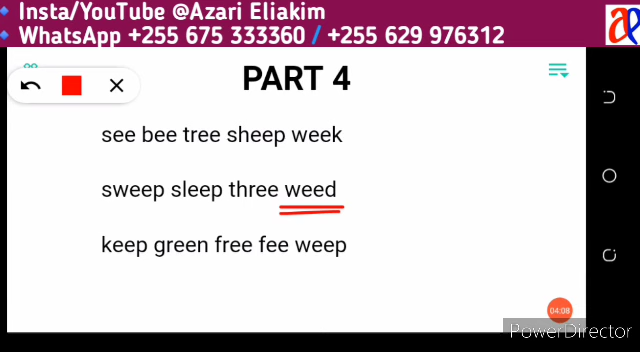 Insta/YouTube @Azari Eliakim
WhatsApp +255 675 333360 / +255 629 976312
PART 4
see bee tree sheep week
sweep sleep three weed
keep green free fee weep
04:08
PowerDirector